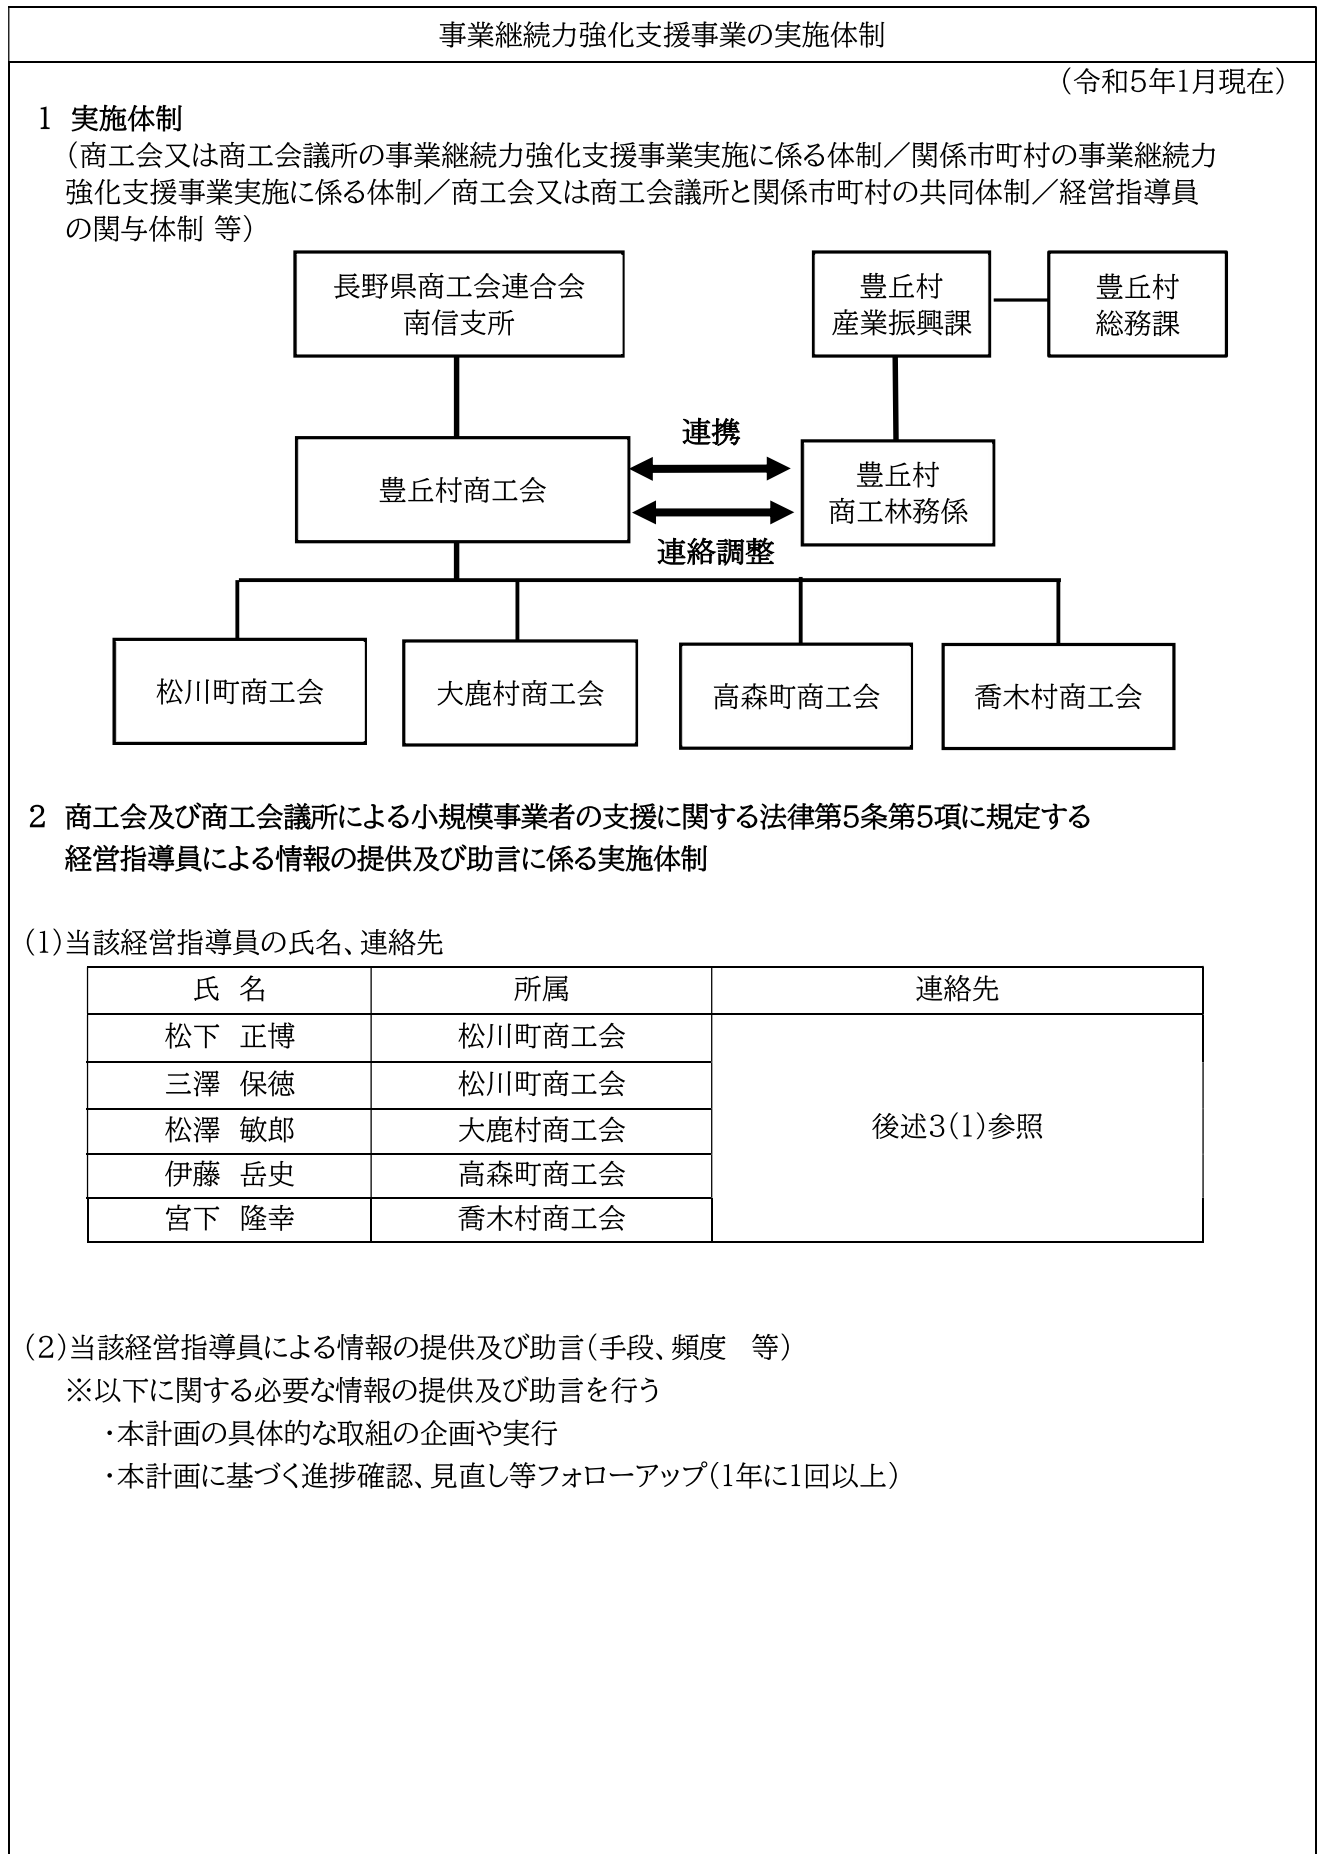 事業継続力強化支援事業の実施体制
（令和5年1月現在）
1 実施体制
（商工会又は商工会議所の事業継続力強化支援事業実施に係る体制／関係市町村の事業継続力
強化支援事業実施に係る体制／商工会又は商工会議所と関係市町村の共同体制／経営指導員
の関与体制 等）
長野県商工会連合会
南信支所
豊丘村
産業振興課
豊丘村
総務課
連携
豊丘村商工会
豊丘村
商工林務係
連絡調整
松川町商工会
大鹿村商工会
高森町商工会
喬木村商工会
2 商工会及び商工会議所による小規模事業者の支援に関する法律第5条第5項に規定する
経営指導員による情報の提供及び助言に係る実施体制
(1)当該経営指導員の氏名、連絡先
氏 名 所属 連絡先
松下 正博 松川町商工会
三澤 保徳 松川町商工会
松澤 敏郎 大鹿村商工会
後述3(1)参照
伊藤 岳史 高森町商工会
宮下 隆幸 喬木村商工会
(2)当該経営指導員による情報の提供及び助言(手段、頻度 等)
※以下に関する必要な情報の提供及び助言を行う
・本計画の具体的な取組の企画や実行
・本計画に基づく進捗確認、見直し等フォローアップ(1年に1回以上)